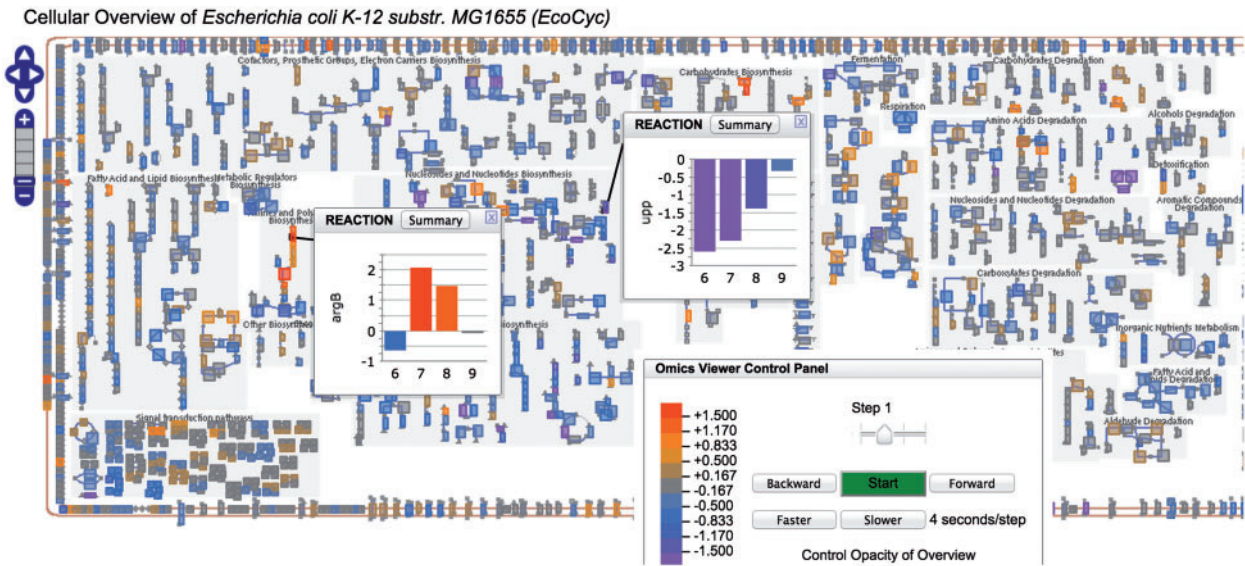 Cellular Overview of Escherichia coli K-12 substr. MG1655 (EcoCyc)
Cofactors, Prosthetic Groups, Electron Carriers Biosynthesis
Carbohydrates Biosynthesis
Fermentation
Carbohydrates Degradation
Respiration
Amino Acids Degradation
Alcohols Degradation
Detoxification
Fatty Acid and Lipid Biosynthesis
Metabolic Regulators
Biosynthesis
Nucleosides and Nucleotides Biosynthesis
Nucleosides and Nucleotides Degradation
Aromatic Compounds
Degradation
Biosynthesis
Carboxylates Degradation
Other
Inorganic Nutrients Metabolism
Fatty Acid and
Degradation
Aldehyde Degradation
Signal transduction pathways
REACTION Summary X
0
-0.5
-1
-1.5
-2
-2.5
-3
upp
6 7 8 9
REACTION Summary X
2
1
0
-1
argB
6 7 8 9
Omics Viewer Control Panel
+1.500
+1.170
+0.833
+0.500
+0.167
-0.167
-0.500
-0.833
-1.170
-1.500
Step 1
Backward Start Forward
Faster Slower 4 seconds/step
Control Opacity of Overview